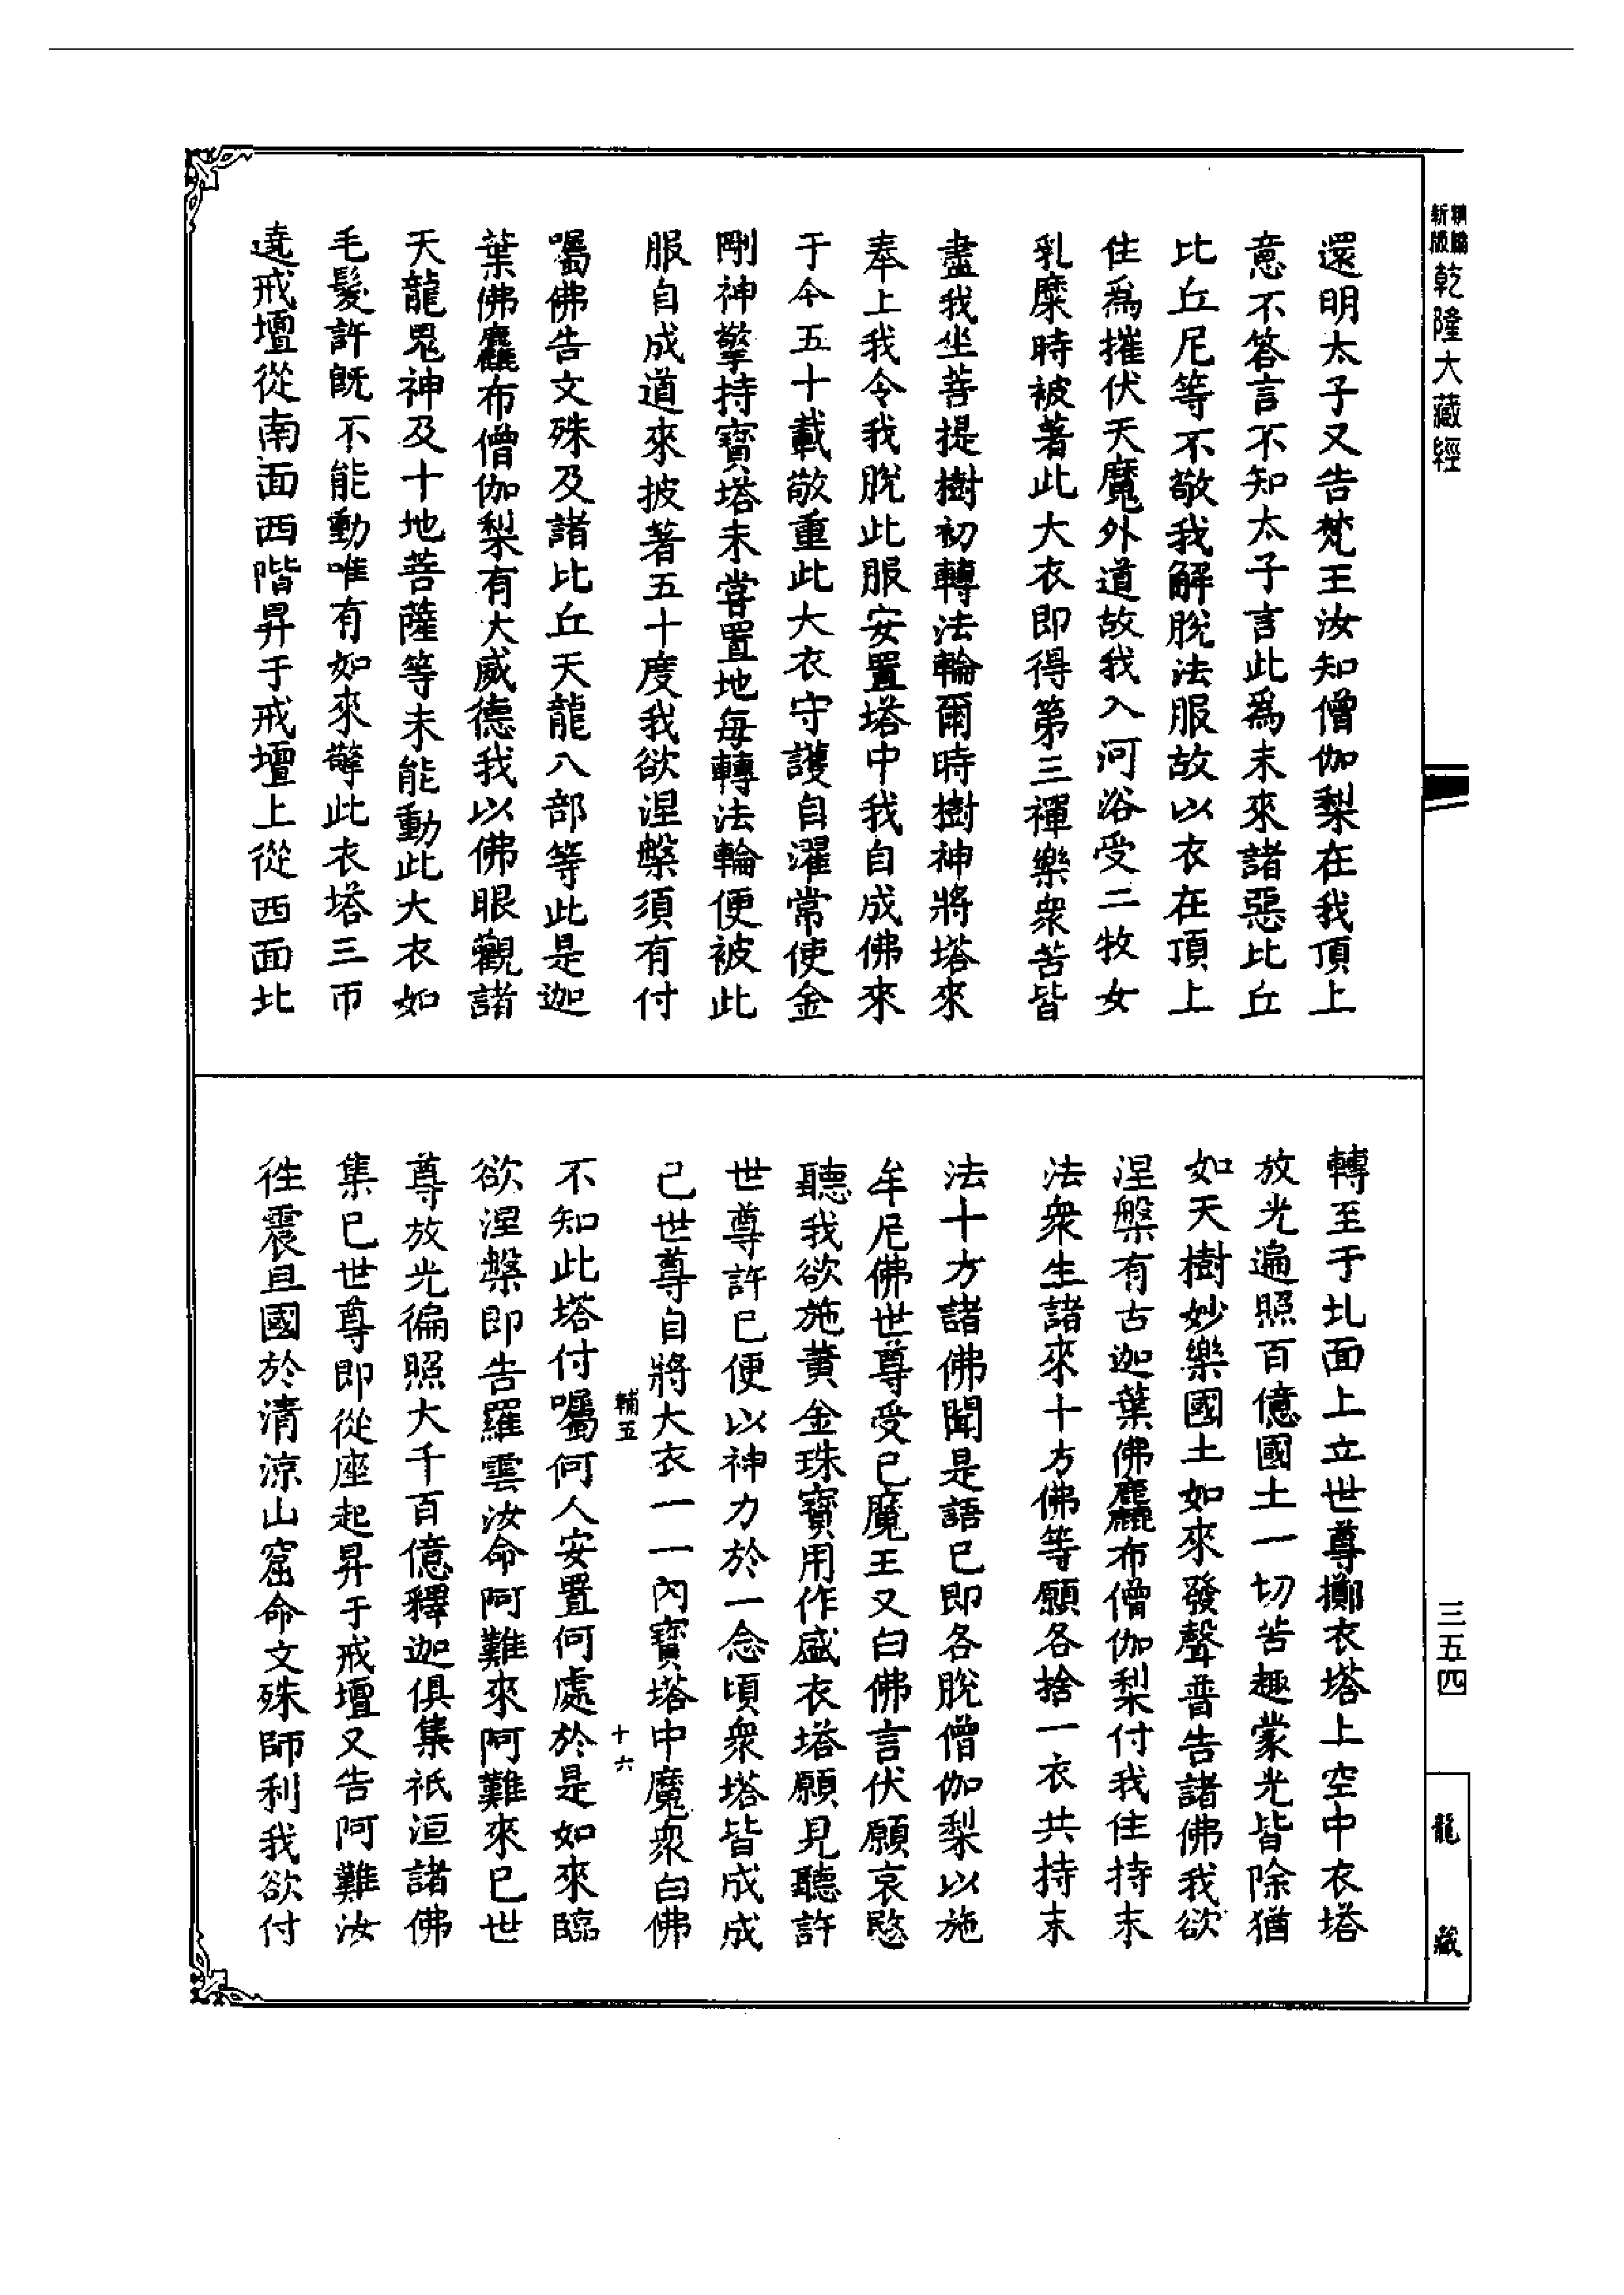 精編新版
乾隆大藏經
還明太子又告梵王汝知僧伽梨在我頂上
意不答言不知太子言此為未來諸惡比丘
比丘尼等不敬我解脫法服故以衣在頂上
住為摧伏天魔外道故我入河浴受二牧女
乳糜時被著此大衣即得第三禪樂眾苦皆
盡我坐菩提樹初轉法輪爾時樹神將塔來
奉上我令我脫此服安置塔中我自成佛來
于今五十載敬重此大衣守護自濯常使金
剛神擎持寶塔未嘗置地每轉法輪便被此
服自成道來披著五十度我欲涅槃須有付
囑佛告文殊及諸比丘天龍八部等此是迦
葉佛麤布僧伽梨有大威德我以佛眼觀諸
天龍鬼神及十地菩薩等未能動此大衣如
毛髮許既不能動唯有如來擎此衣塔三帀
遶戒壇從南面西階昇于戒壇上從西面北
轉至于北面上立世尊擲衣塔上空中衣塔
放光遍照百億國土一切苦趣蒙光皆除猶
如天樹妙樂國土如來發聲普告諸佛我欲
涅槃有古迦葉佛麤布僧伽梨付我住持末
法眾生諸來十方佛等願各捨一衣共持末
法十方諸佛聞是語已即各脫僧伽梨以施
牟尼佛世尊受已魔王又白佛言伏願哀愍
聽我欲施黃金珠寶用作盛衣塔願見聽許
世尊許已便以神力於一念頃眾塔皆成成
已世尊自將大衣一一內寶塔中魔眾白佛
輔五 十六
不知此塔付囑何人安置何處於是如來臨
欲涅槃即告羅雲汝命阿難來阿難來已世
尊放光徧照大千百億釋迦俱集祇洹諸佛
集已世尊即從座起昇于戒壇又告阿難汝
往震旦國於清涼山窟命文殊師利我欲付
三五四
龍藏